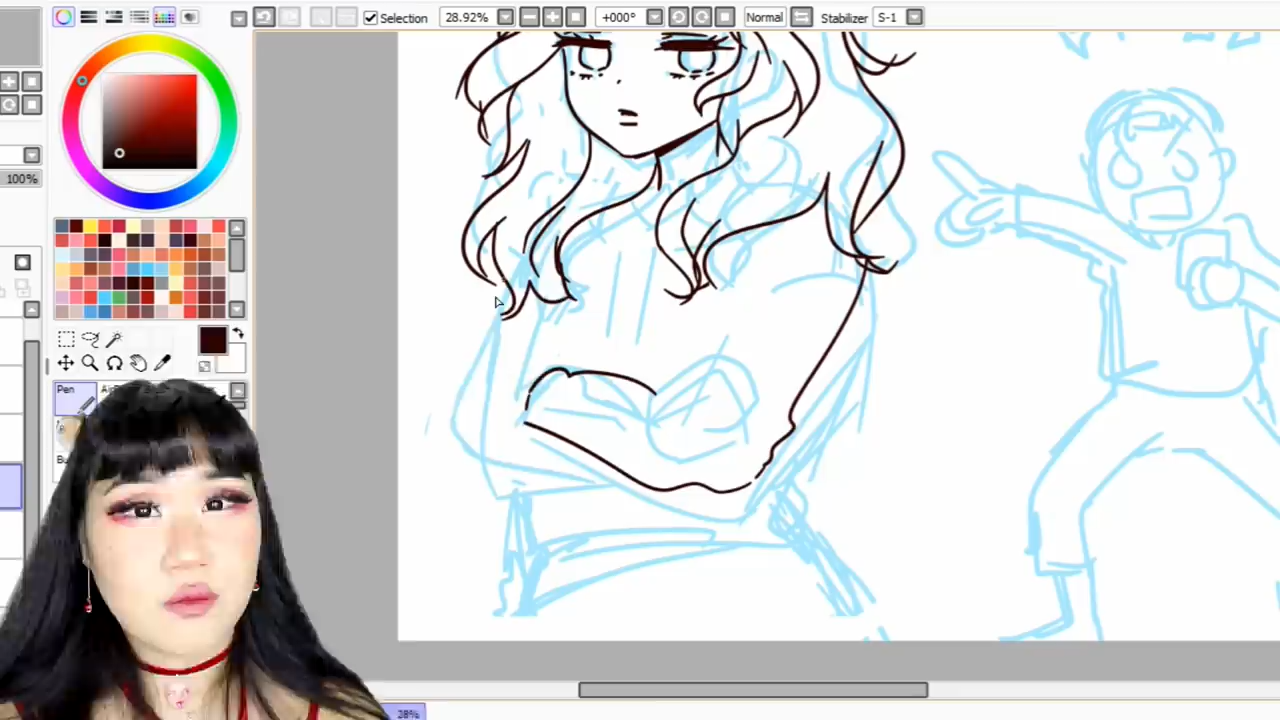 Selection 28.92% +000° Normal Stabilizer S-1
100%
Pen
28%